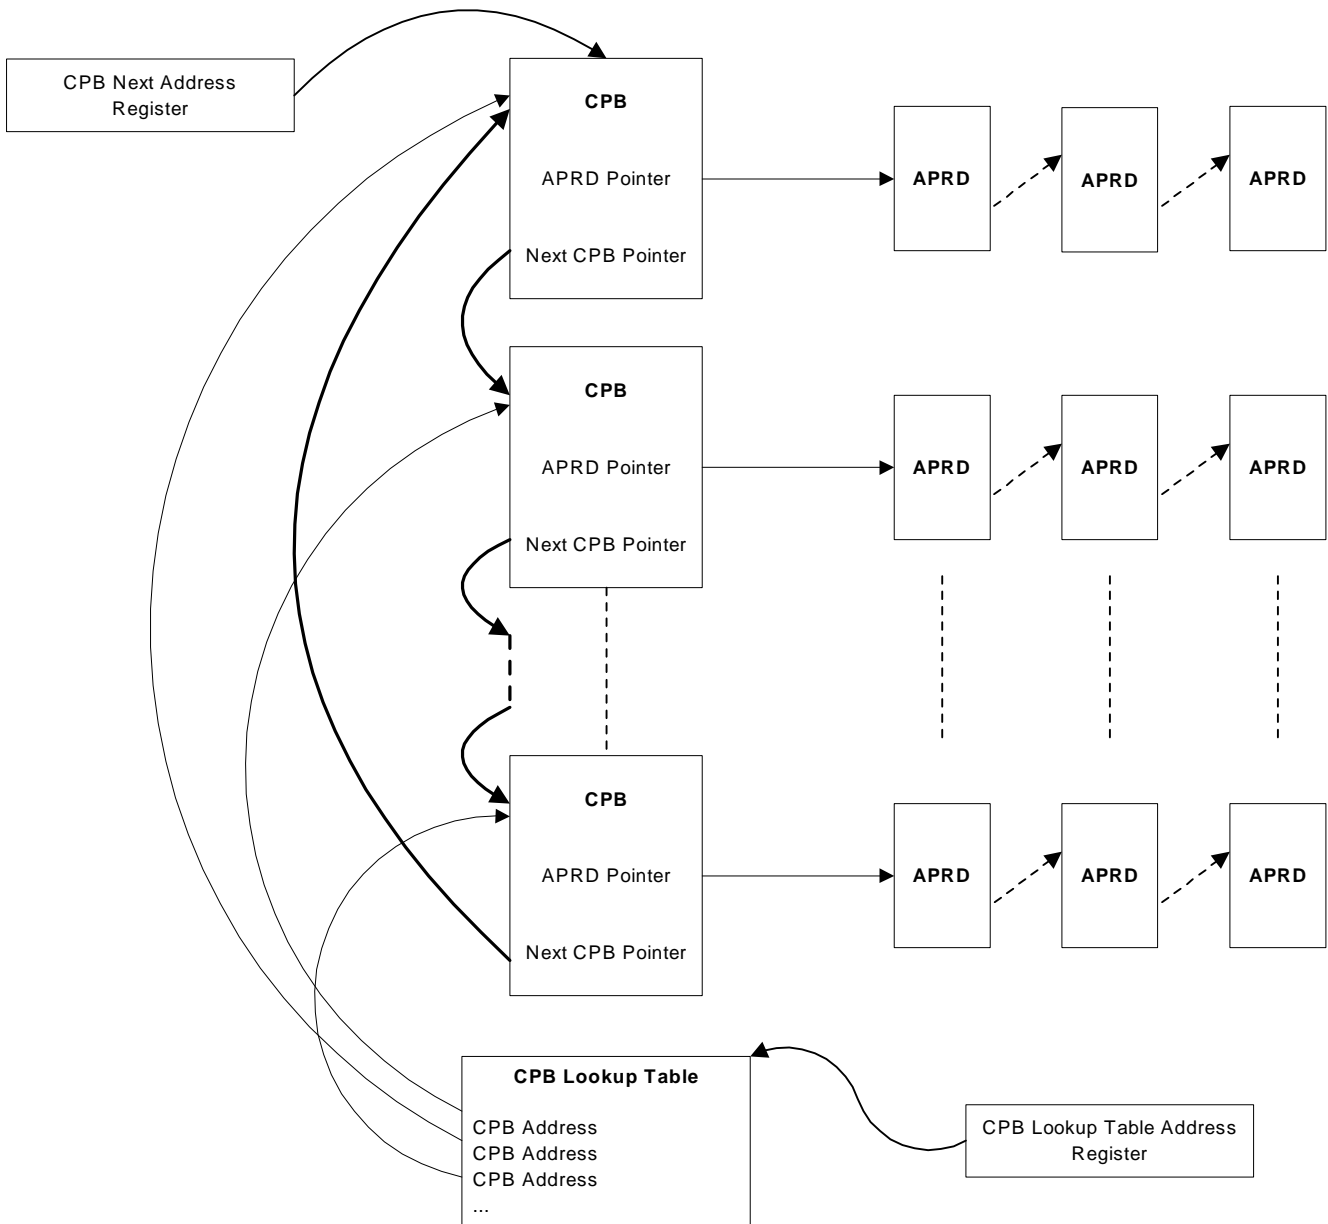 CPB Next Address
Register
CPB
APRD Pointer
Next CPB Pointer
APRD
APRD
APRD
CPB
APRD Pointer
Next CPB Pointer
APRD
APRD
APRD
CPB
APRD Pointer
Next CPB Pointer
APRD
APRD
APRD
CPB Lookup Table
CPB Address
CPB Address
CPB Address
...
CPB Lookup Table Address
Register